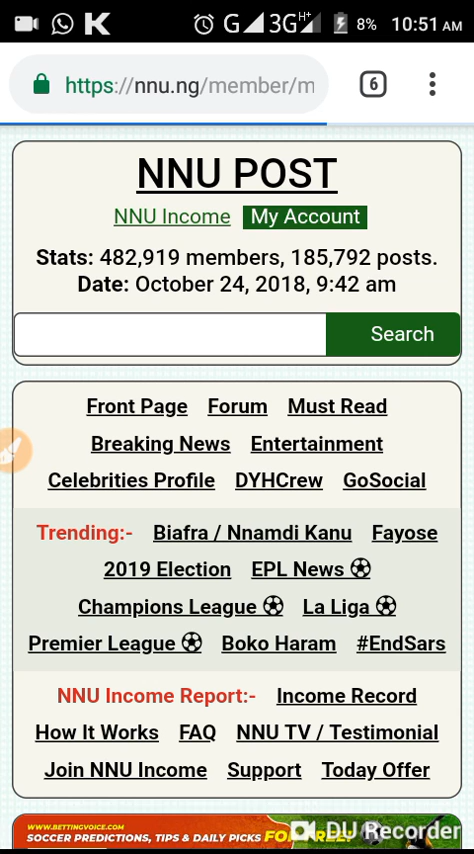 G 3G H+ 8% 10:51 AM
https://nnu.ng/member/m 6
NNU POST
NNU Income My Account
Stats: 482,919 members, 185,792 posts.
Date: October 24, 2018, 9:42 am
Search
Front Page Forum Must Read
Breaking News Entertainment
Celebrities Profile DYHCrew GoSocial
Trending:- Biafra / Nnamdi Kanu Fayose
2019 Election EPL News ⚽
Champions League ⚽ La Liga ⚽
Premier League ⚽ Boko Haram #EndSars
NNU Income Report:- Income Record
How It Works FAQ NNU TV / Testimonial
Join NNU Income Support Today Offer
WWW.BETTINGVOICE.COM
SOCCER PREDICTIONS, TIPS & DAILY PICKS FOR FREE!
DU Recorder